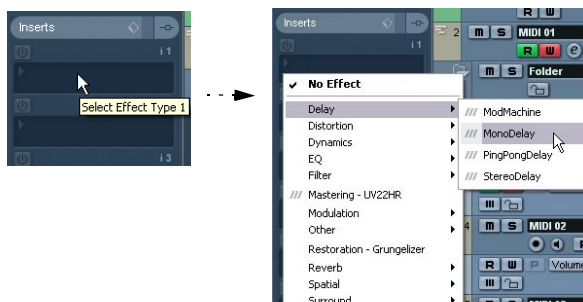 Inserts
i 1
Select Effect Type 1
i 3
Inserts
i 1
R W
2 M S MIDI 01
R W e
M S Folder
✓ No Effect
Delay
Distortion
Dynamics
EQ
Filter
/// Mastering - UV22HR
Modulation
Other
Restoration - Grungelizer
Reverb
Spatial
Surround
/// ModMachine
/// MonoDelay
/// PingPongDelay
/// StereoDelay
4 M S MIDI 02
R W P Volume